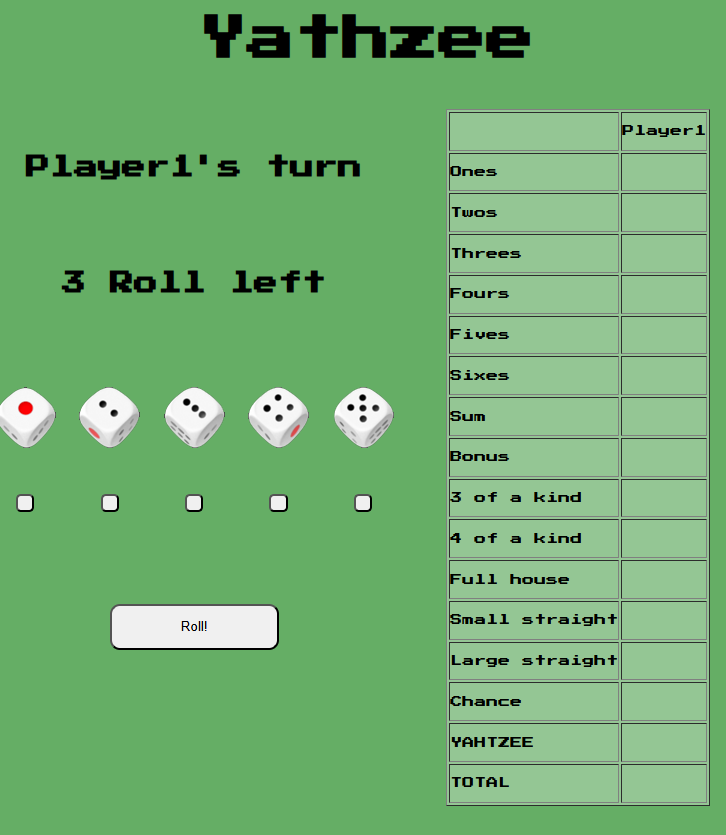 Yathzee
Player1's turn
3 Roll left
Roll!
Player1
Ones
Twos
Threes
Fours
Fives
Sixes
Sum
Bonus
3 of a kind
4 of a kind
Full house
Small straight
Large straight
Chance
YAHTZEE
TOTAL